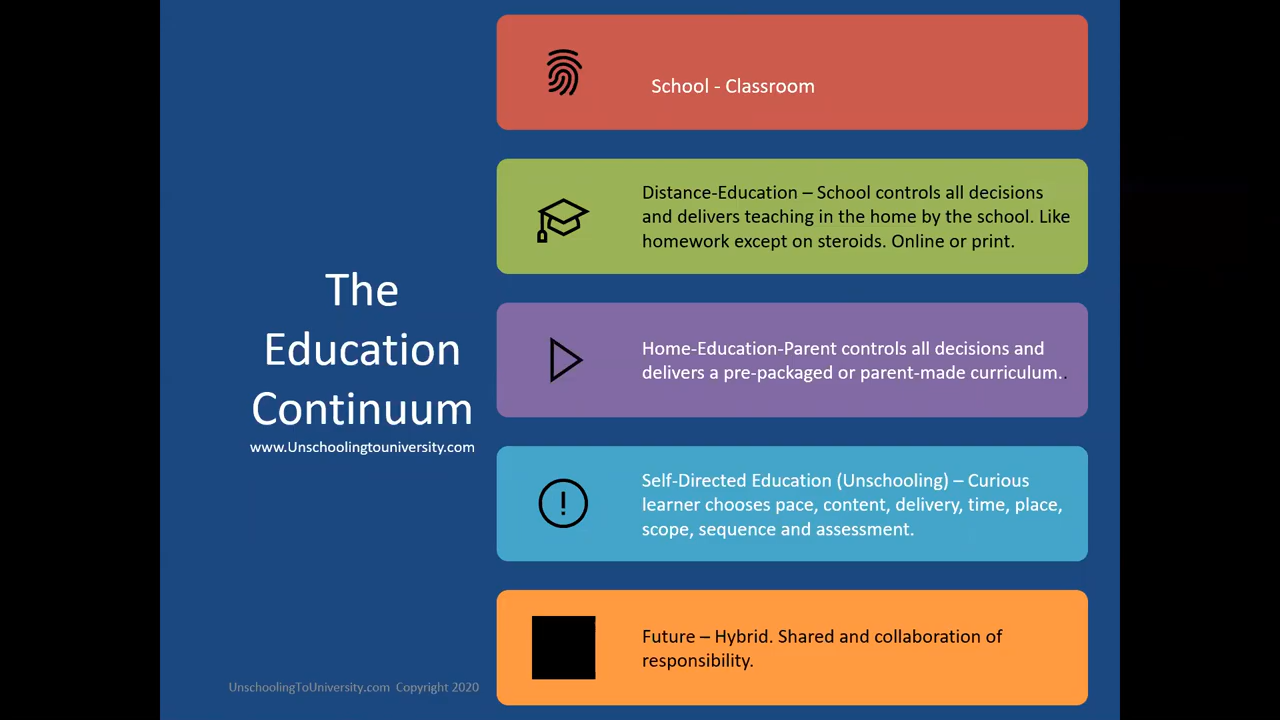 The
Education
Continuum
www.Unschoolingtouniversity.com
School - Classroom
Distance-Education – School controls all decisions
and delivers teaching in the home by the school. Like
homework except on steroids. Online or print.
Home-Education-Parent controls all decisions and
delivers a pre-packaged or parent-made curriculum..
Self-Directed Education (Unschooling) – Curious
learner chooses pace, content, delivery, time, place,
scope, sequence and assessment.
Future – Hybrid. Shared and collaboration of
responsibility.
UnschoolingToUniversity.com Copyright 2020